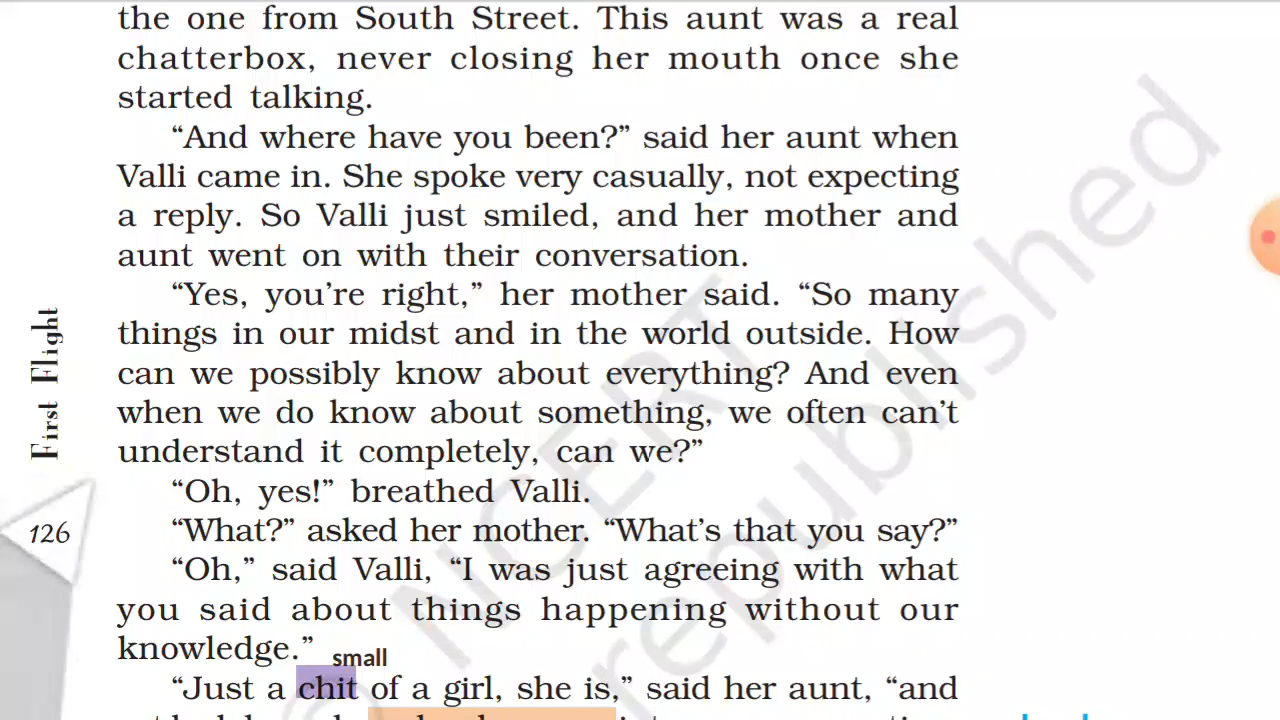 the one from South Street. This aunt was a real
chatterbox, never closing her mouth once she
started talking.
“And where have you been?” said her aunt when
Valli came in. She spoke very casually, not expecting
a reply. So Valli just smiled, and her mother and
aunt went on with their conversation.
“Yes, you’re right,” her mother said. “So many
things in our midst and in the world outside. How
can we possibly know about everything? And even
when we do know about something, we often can’t
understand it completely, can we?”
“Oh, yes!” breathed Valli.
“What?” asked her mother. “What’s that you say?”
“Oh,” said Valli, “I was just agreeing with what
you said about things happening without our
knowledge.”
small
“Just a chit of a girl, she is,” said her aunt, “and
First Flight
126
NCERT
republished